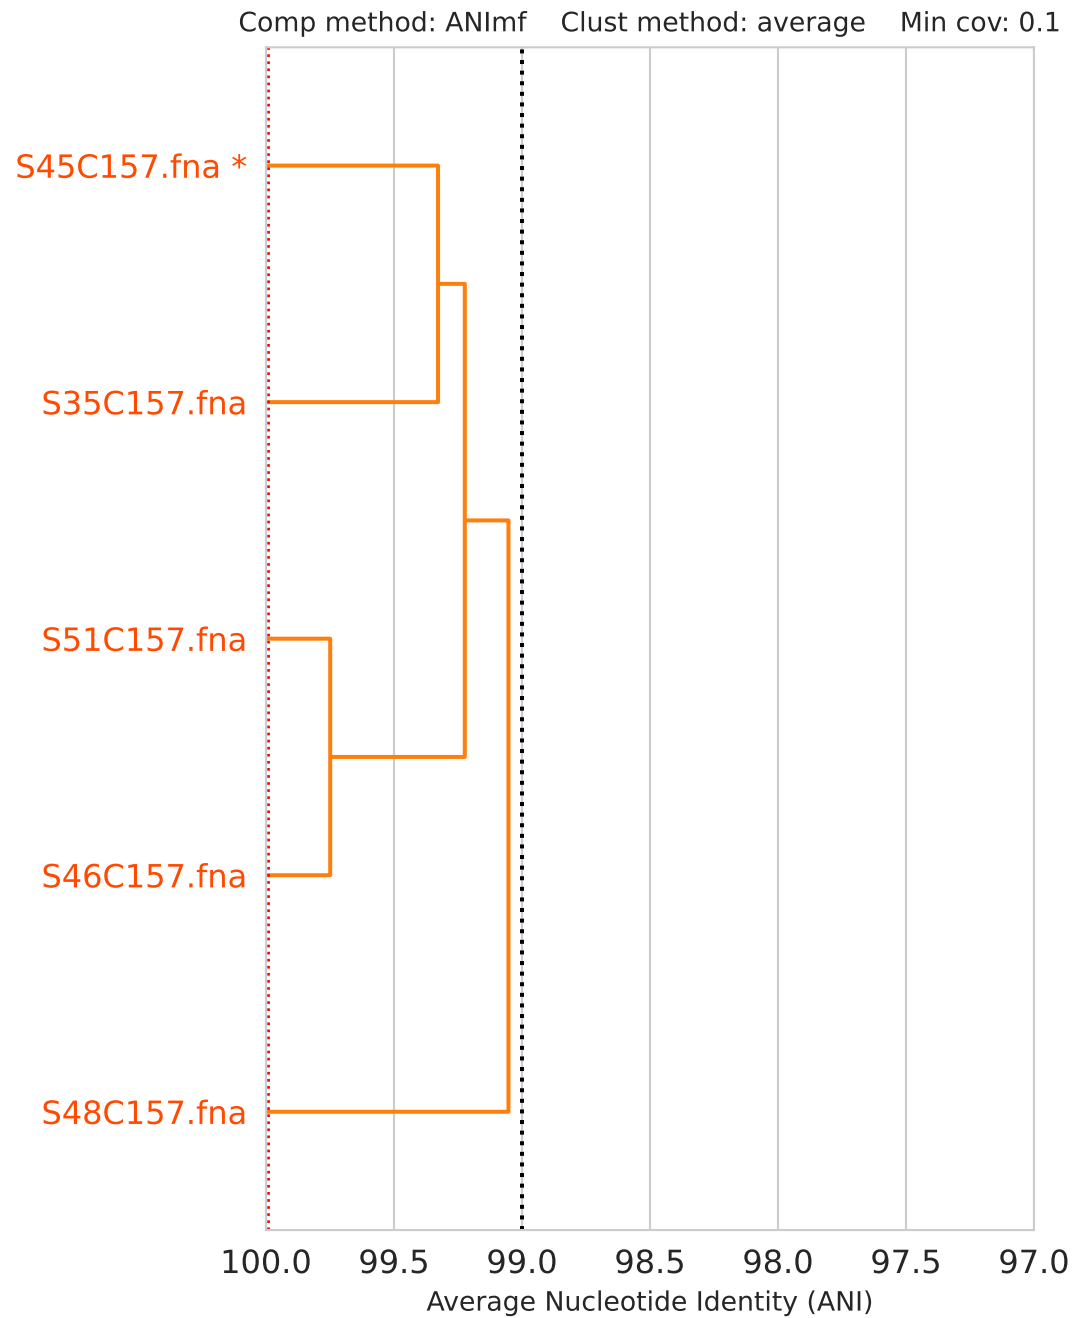 Comp method: ANImf    Clust method: average    Min cov: 0.1
S45C157.fna *
S35C157.fna
S51C157.fna
S46C157.fna
S48C157.fna
100.0 99.5 99.0 98.5 98.0 97.5 97.0
Average Nucleotide Identity (ANI)